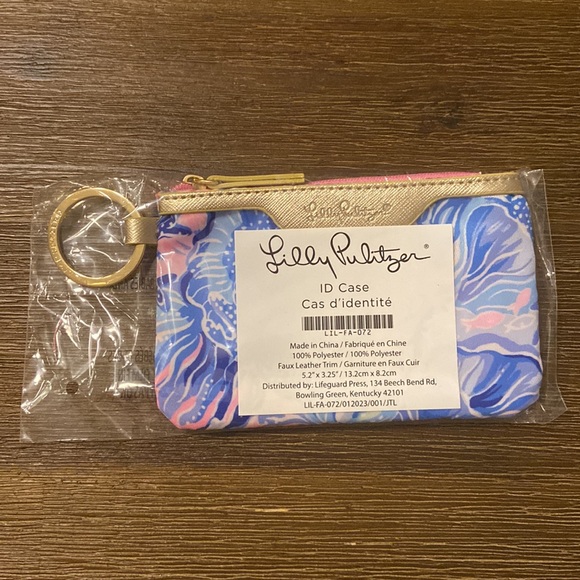 Lilly Pulitzer
Lilly Pulitzer®
ID Case
Cas d'identité
LIL-FA-072
Made in China / Fabriqué en Chine
100% Polyester / 100% Polyester
Faux Leather Trim / Garniture en Faux Cuir
5.2" x 3.25" / 13.2cm x 8.2cm
Distributed by: Lifeguard Press, 134 Beech Bend Rd,
Bowling Green, Kentucky 42101
LIL-FA-072/012023/001/JTL